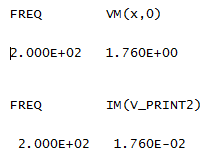 FREQ VM(x,0)
2.000E+02 1.760E+00
FREQ IM(V_PRINT2)
2.000E+02 1.760E-02